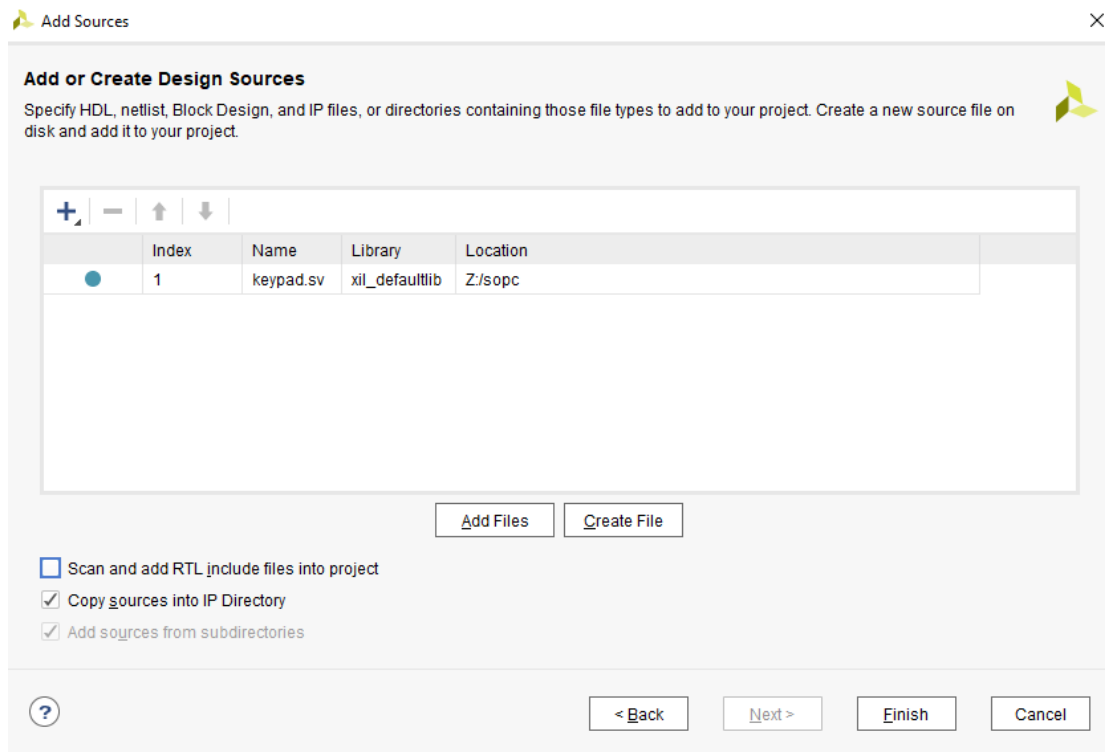 Add Sources
Add or Create Design Sources
Specify HDL, netlist, Block Design, and IP files, or directories containing those file types to add to your project. Create a new source file on
disk and add it to your project.
Index Name Library Location
1 keypad.sv xil_defaultlib Z:/sopc
Add Files Create File
Scan and add RTL include files into project
Copy sources into IP Directory
Add sources from subdirectories
? < Back Next > Finish Cancel